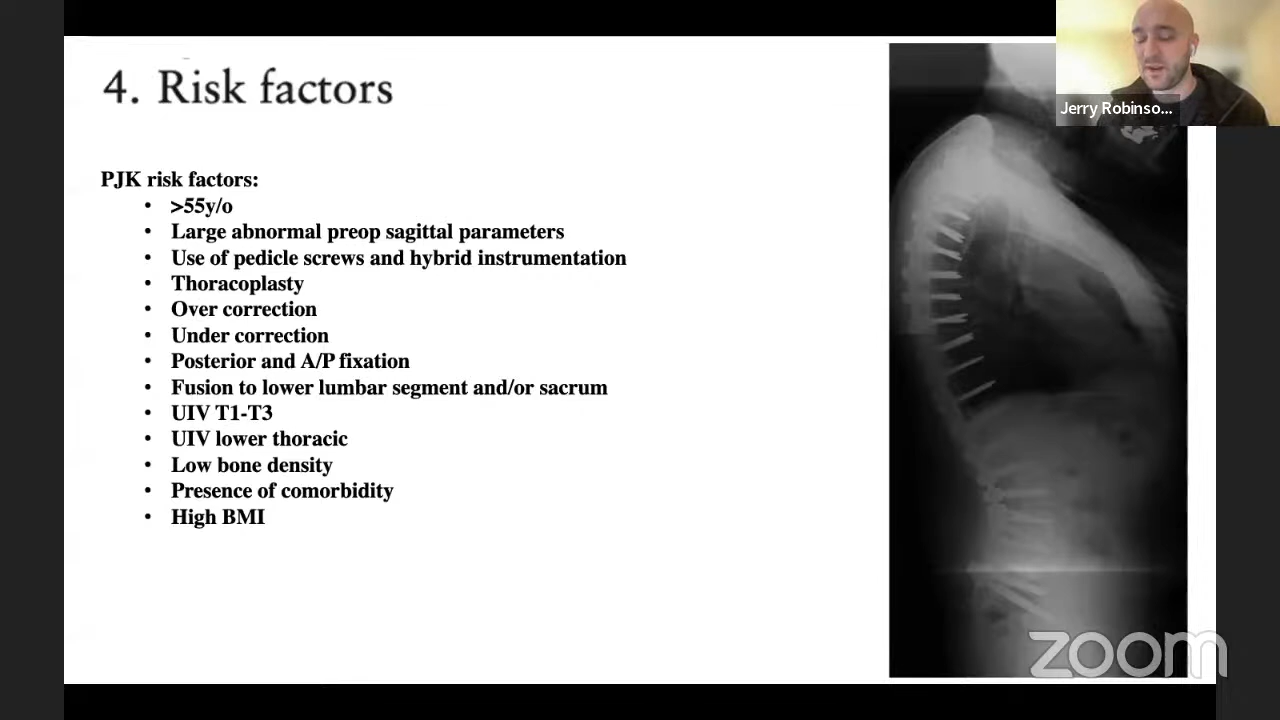 4. Risk factors
Jerry Robinso...
PJK risk factors:
• >55y/o
• Large abnormal preop sagittal parameters
• Use of pedicle screws and hybrid instrumentation
• Thoracoplasty
• Over correction
• Under correction
• Posterior and A/P fixation
• Fusion to lower lumbar segment and/or sacrum
• UIV T1-T3
• UIV lower thoracic
• Low bone density
• Presence of comorbidity
• High BMI
zoom